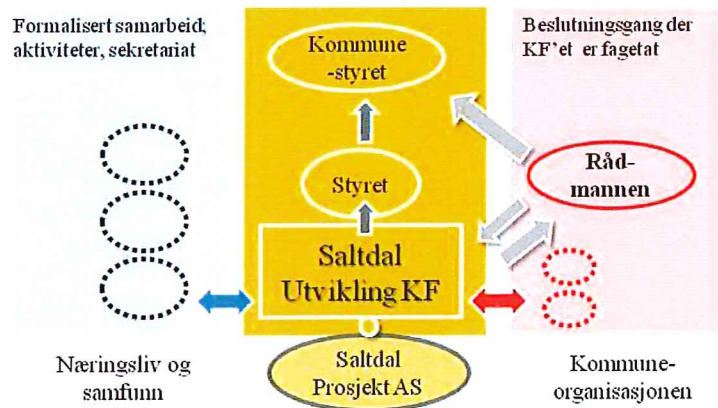 Formalisert samarbeid;
aktiviteter, sekretariat
Kommune
-styret
Beslutningsgang der
KF'et er fagetat
Styret
Råd-
mannen
Saltdal
Utvikling KF
Næringsliv og
samfunn
Saltdal
Prosjekt AS
Kommune-
organisasjonen